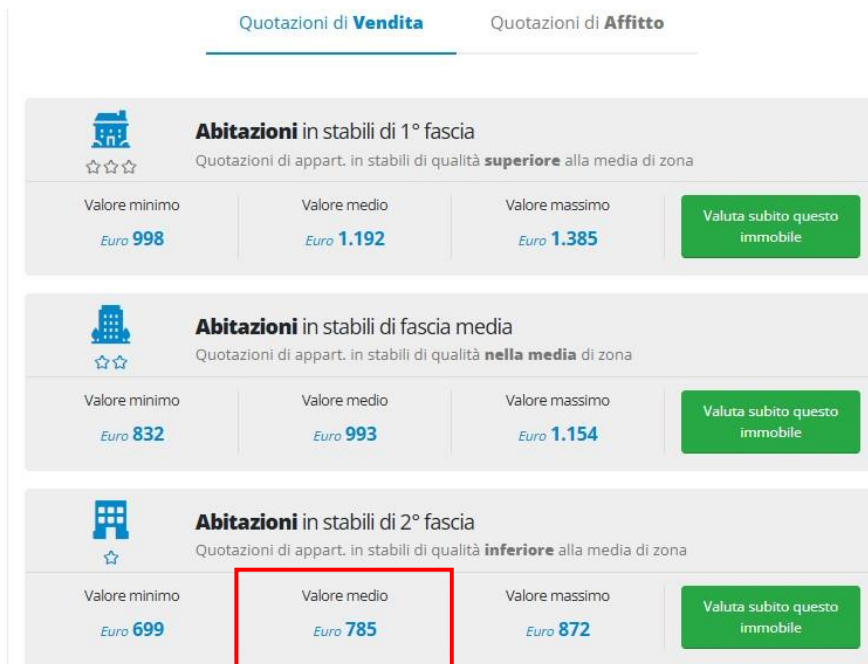 Quotazioni di Vendita Quotazioni di Affitto
Abitazioni in stabili di 1° fascia
Quotazioni di appart. in stabili di qualità superiore alla media di zona
Valore minimo Valore medio Valore massimo Valuta subito questo immobile
Euro 998 Euro 1.192 Euro 1.385
Abitazioni in stabili di fascia media
Quotazioni di appart. in stabili di qualità nella media di zona
Valore minimo Valore medio Valore massimo Valuta subito questo immobile
Euro 832 Euro 993 Euro 1.154
Abitazioni in stabili di 2° fascia
Quotazioni di appart. in stabili di qualità inferiore alla media di zona
Valore minimo Valore medio Valore massimo Valuta subito questo immobile
Euro 699 Euro 785 Euro 872